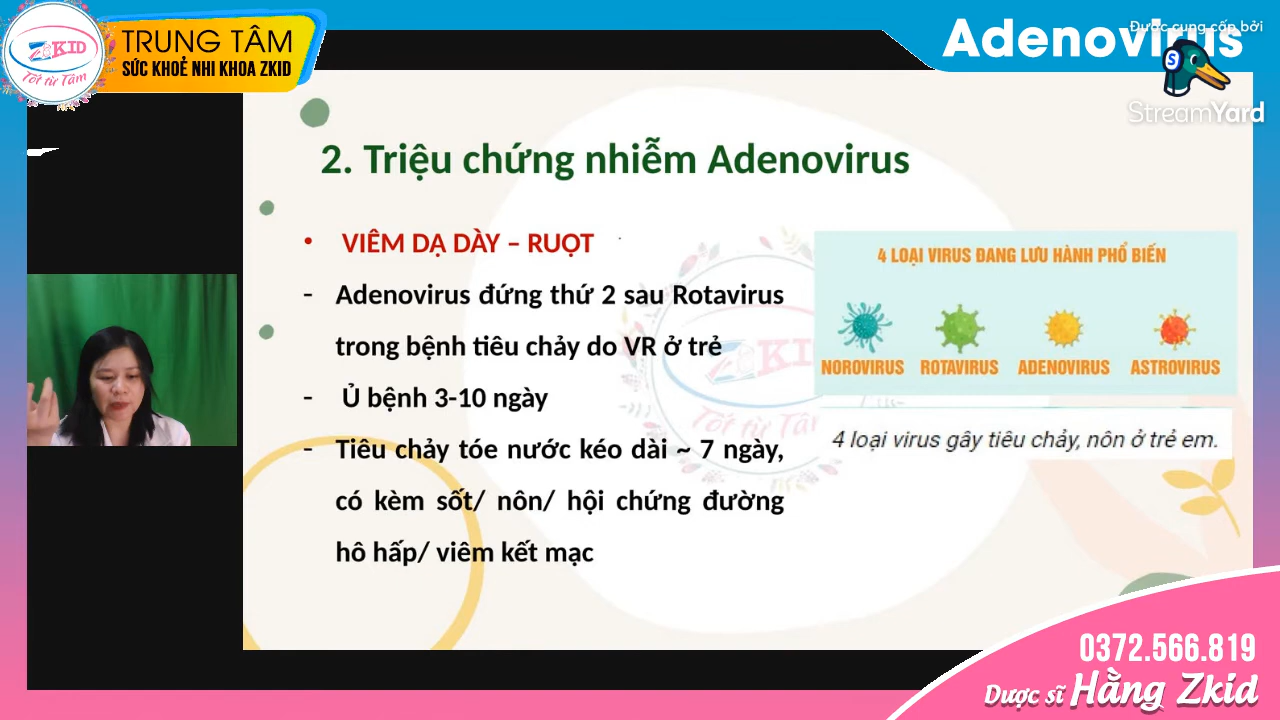 ZKID
Tốt từ Tâm
TRUNG TÂM
SỨC KHOẺ NHI KHOA ZKID
Adenovirus
Được cung cấp bởi
S
StreamYard
2. Triệu chứng nhiễm Adenovirus
• VIÊM DẠ DÀY – RUỘT
- Adenovirus đứng thứ 2 sau Rotavirus
trong bệnh tiêu chảy do VR ở trẻ
- Ủ bệnh 3-10 ngày
- Tiêu chảy tóe nước kéo dài ~ 7 ngày,
có kèm sốt/ nôn/ hội chứng đường
hô hấp/ viêm kết mạc
ZKID
Tốt từ Tâm
4 LOẠI VIRUS ĐANG LƯU HÀNH PHỔ BIẾN
NOROVIRUS ROTAVIRUS ADENOVIRUS ASTROVIRUS
4 loại virus gây tiêu chảy, nôn ở trẻ em.
0372.566.819
Dược sĩ Hằng Zkid